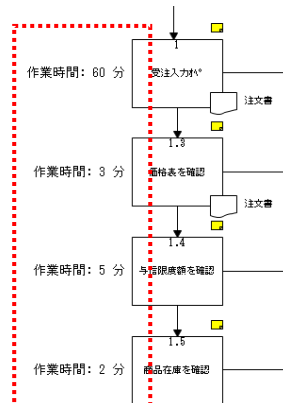 1
作業時間: 60 分
受注入力ｵﾍﾟ
注文書
1.3
作業時間: 3 分
価格表を確認
注文書
1.4
作業時間: 5 分
与信限度額を確認
1.5
作業時間: 2 分
商品在庫を確認